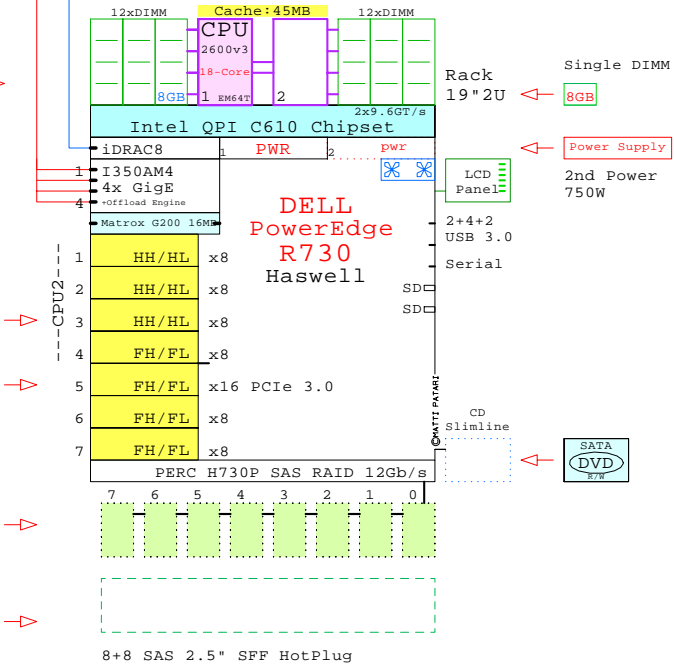 12xDIMM Cache:45MB 12xDIMM
CPU
2600v3
18-Core
8GB 1 EM64T 2
Rack
19"2U
Single DIMM
8GB
2x9.6GT/s
Intel QPI C610 Chipset
iDRAC8 1 PWR 2 pwr
Power Supply
2nd Power
750W
1 I350AM4
4x GigE
4 +Offload Engine
LCD
Panel
Matrox G200 16MB
DELL
PowerEdge
R730
Haswell
2+4+2
USB 3.0
Serial
SD
SD
---CPU2---
1 HH/HL x8
2 HH/HL x8
3 HH/HL x8
4 FH/FL x8
5 FH/FL x16 PCIe 3.0
6 FH/FL x8
7 FH/FL x8
©MATTI PATARI
CD
Slimline
SATA
DVD
R/W
PERC H730P SAS RAID 12Gb/s
7 6 5 4 3 2 1 0
8+8 SAS 2.5" SFF HotPlug